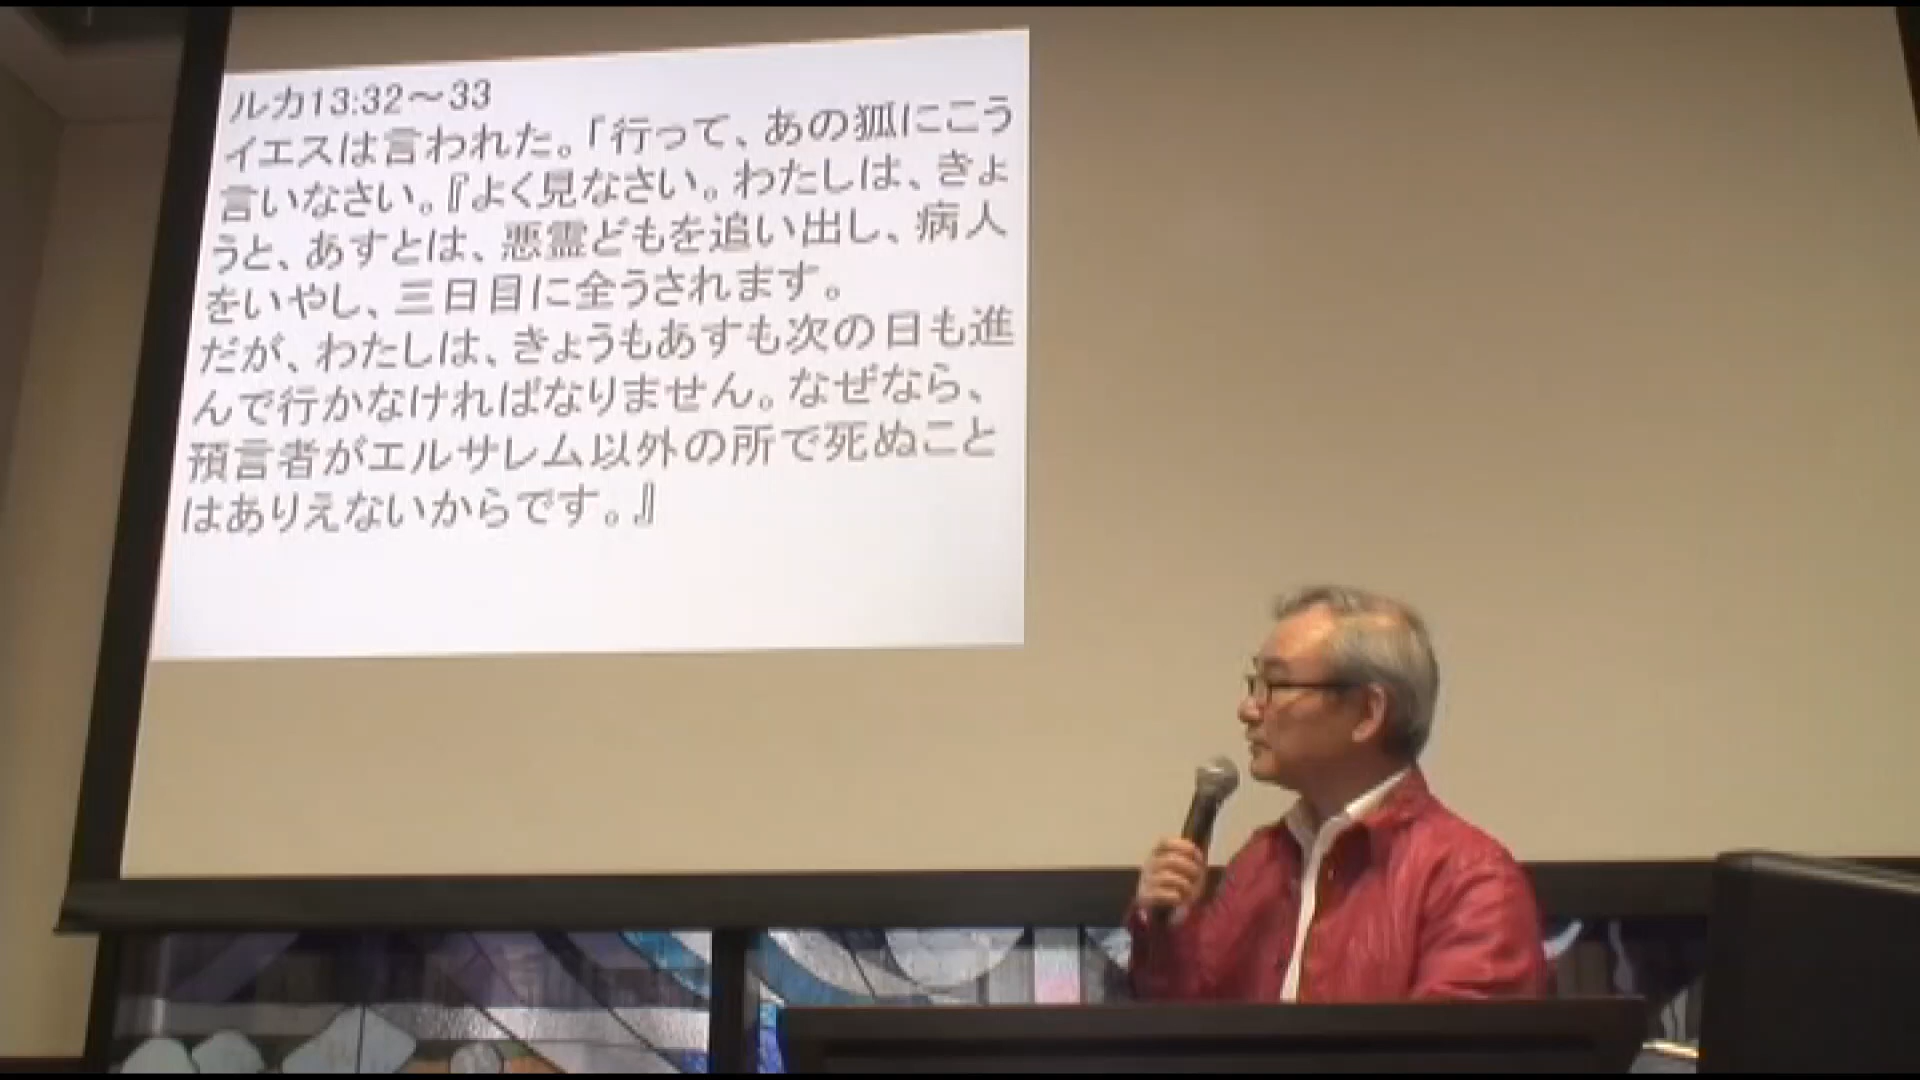 ルカ13:32～33
イエスは言われた。「行って、あの狐にこう
言いなさい。『よく見なさい。わたしは、きょ
うと、あすとは、悪霊どもを追い出し、病人
をいやし、三日目に全うされます。
だが、わたしは、きょうもあすも次の日も進
んで行かなければなりません。なぜなら、
預言者がエルサレム以外の所で死ぬこと
はありえないからです。』